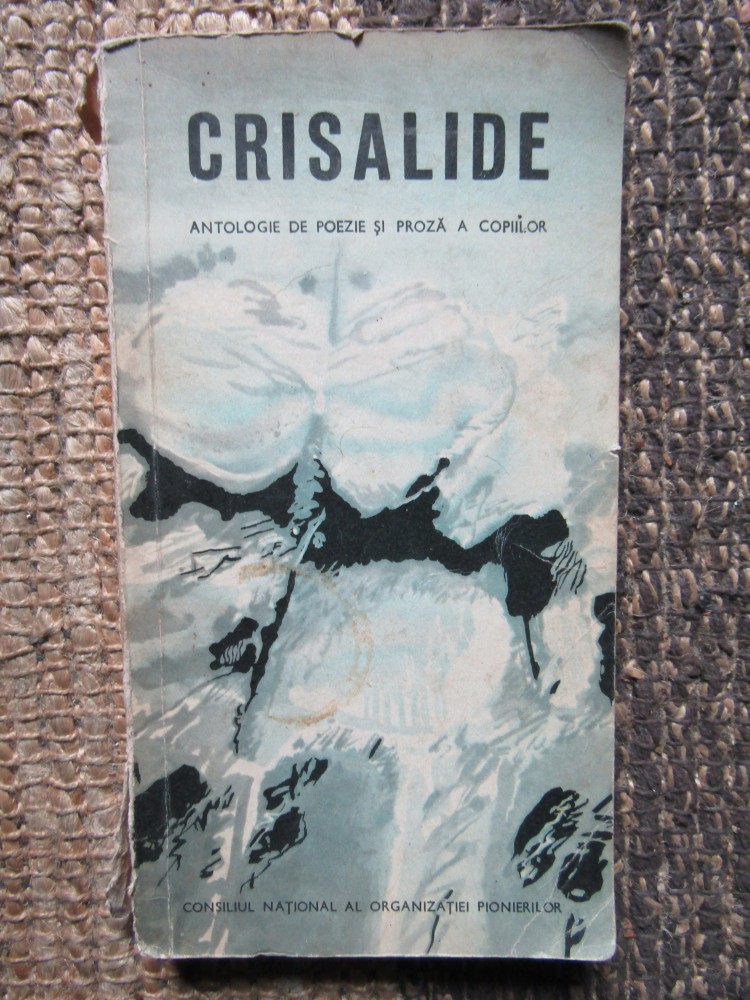 CRISALIDE
ANTOLOGIE DE POEZIE ȘI PROZĂ A COPIILOR
CONSILIUL NAȚIONAL AL ORGANIZAȚIEI PIONIERILOR